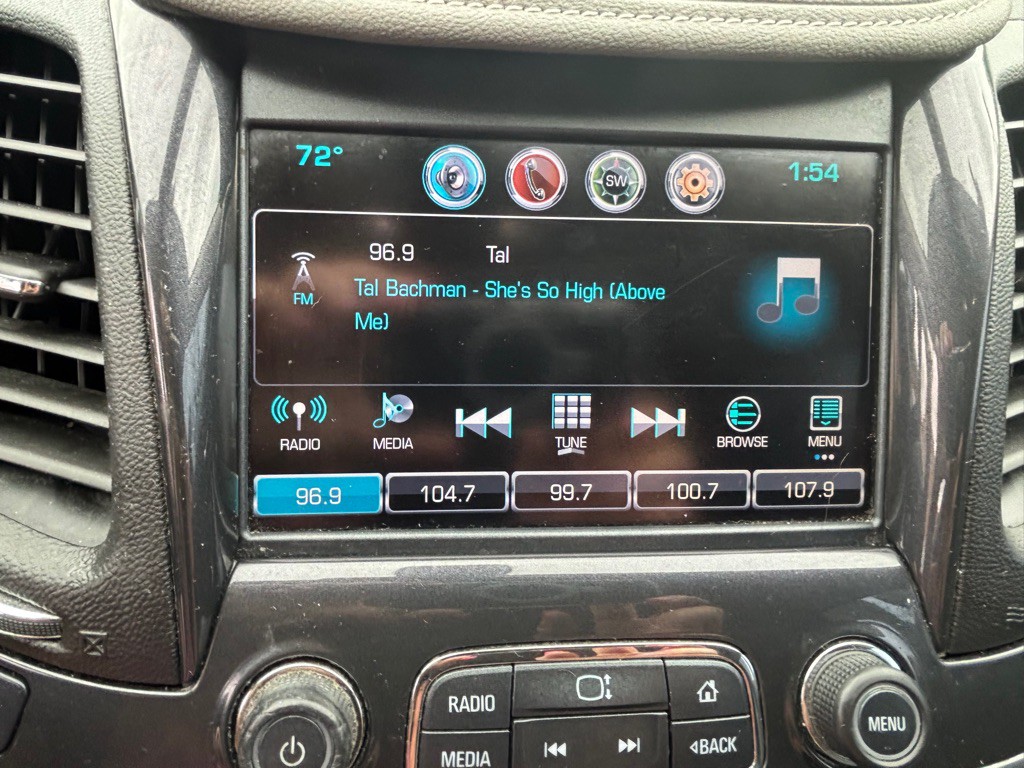 72°
SW
1:54
96.9 Tal
FM
Tal Bachman - She's So High (Above
Me)
RADIO
MEDIA
TUNE
BROWSE
MENU
96.9
104.7
99.7
100.7
107.9
RADIO
MEDIA
BACK
MENU